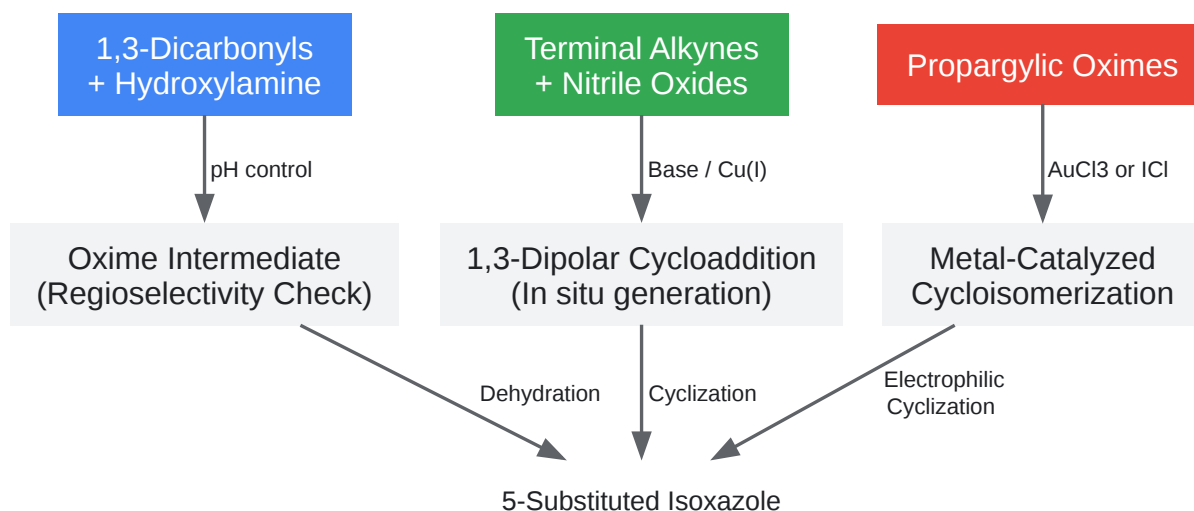 1,3-Dicarbonyls
+ Hydroxylamine
Terminal Alkynes
+ Nitrile Oxides
Propargylic Oximes
pH control
Base / Cu(I)
AuCl3 or ICl
Oxime Intermediate
(Regioselectivity Check)
1,3-Dipolar Cycloaddition
(In situ generation)
Metal-Catalyzed
Cycloisomerization
Dehydration
Cyclization
Electrophilic
Cyclization
5-Substituted Isoxazole